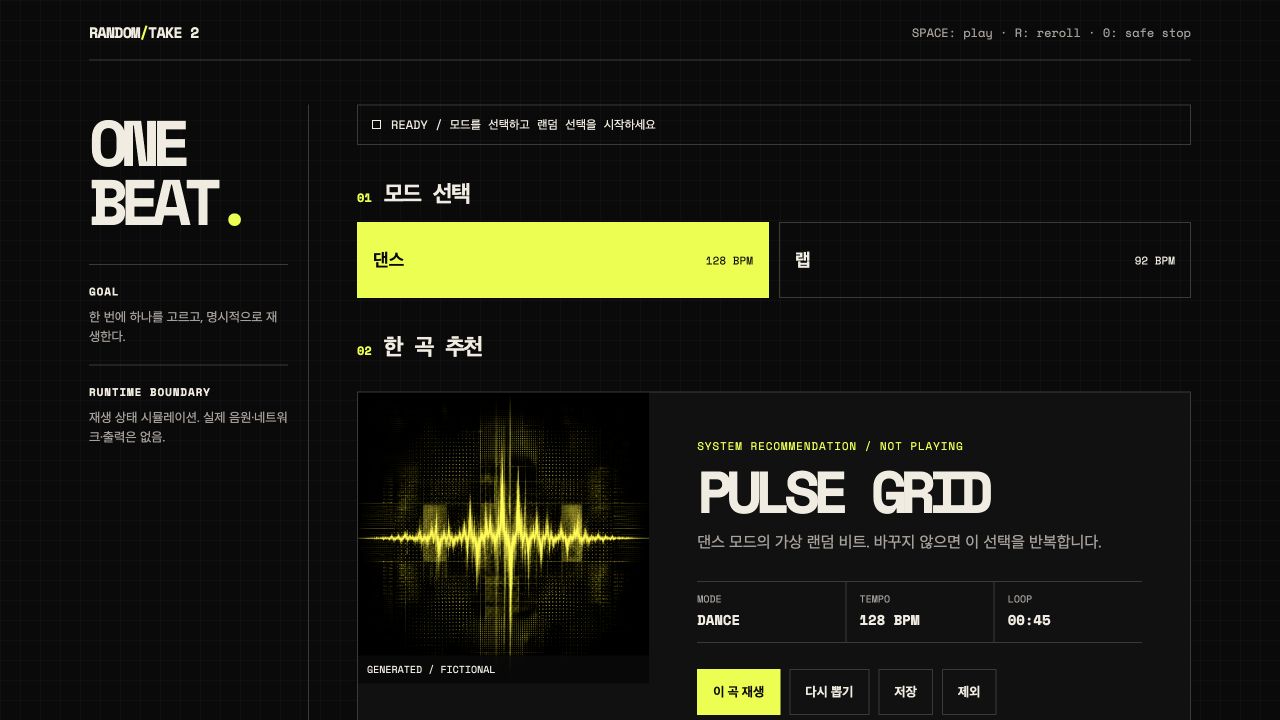 RANDOM/TAKE 2
SPACE: play · R: reroll · 0: safe stop
ONE
BEAT.
GOAL
한 번에 하나를 고르고, 명시적으로 재
생한다.
RUNTIME BOUNDARY
재생 상태 시뮬레이션. 실제 음원·네트워
크·출력은 없음.
READY / 모드를 선택하고 랜덤 선택을 시작하세요
01 모드 선택
댄스 128 BPM
랩 92 BPM
02 한 곡 추천
GENERATED / FICTIONAL
SYSTEM RECOMMENDATION / NOT PLAYING
PULSE GRID
댄스 모드의 가상 랜덤 비트. 바꾸지 않으면 이 선택을 반복합니다.
MODE
DANCE
TEMPO
128 BPM
LOOP
00:45
이 곡 재생
다시 뽑기
저장
제외